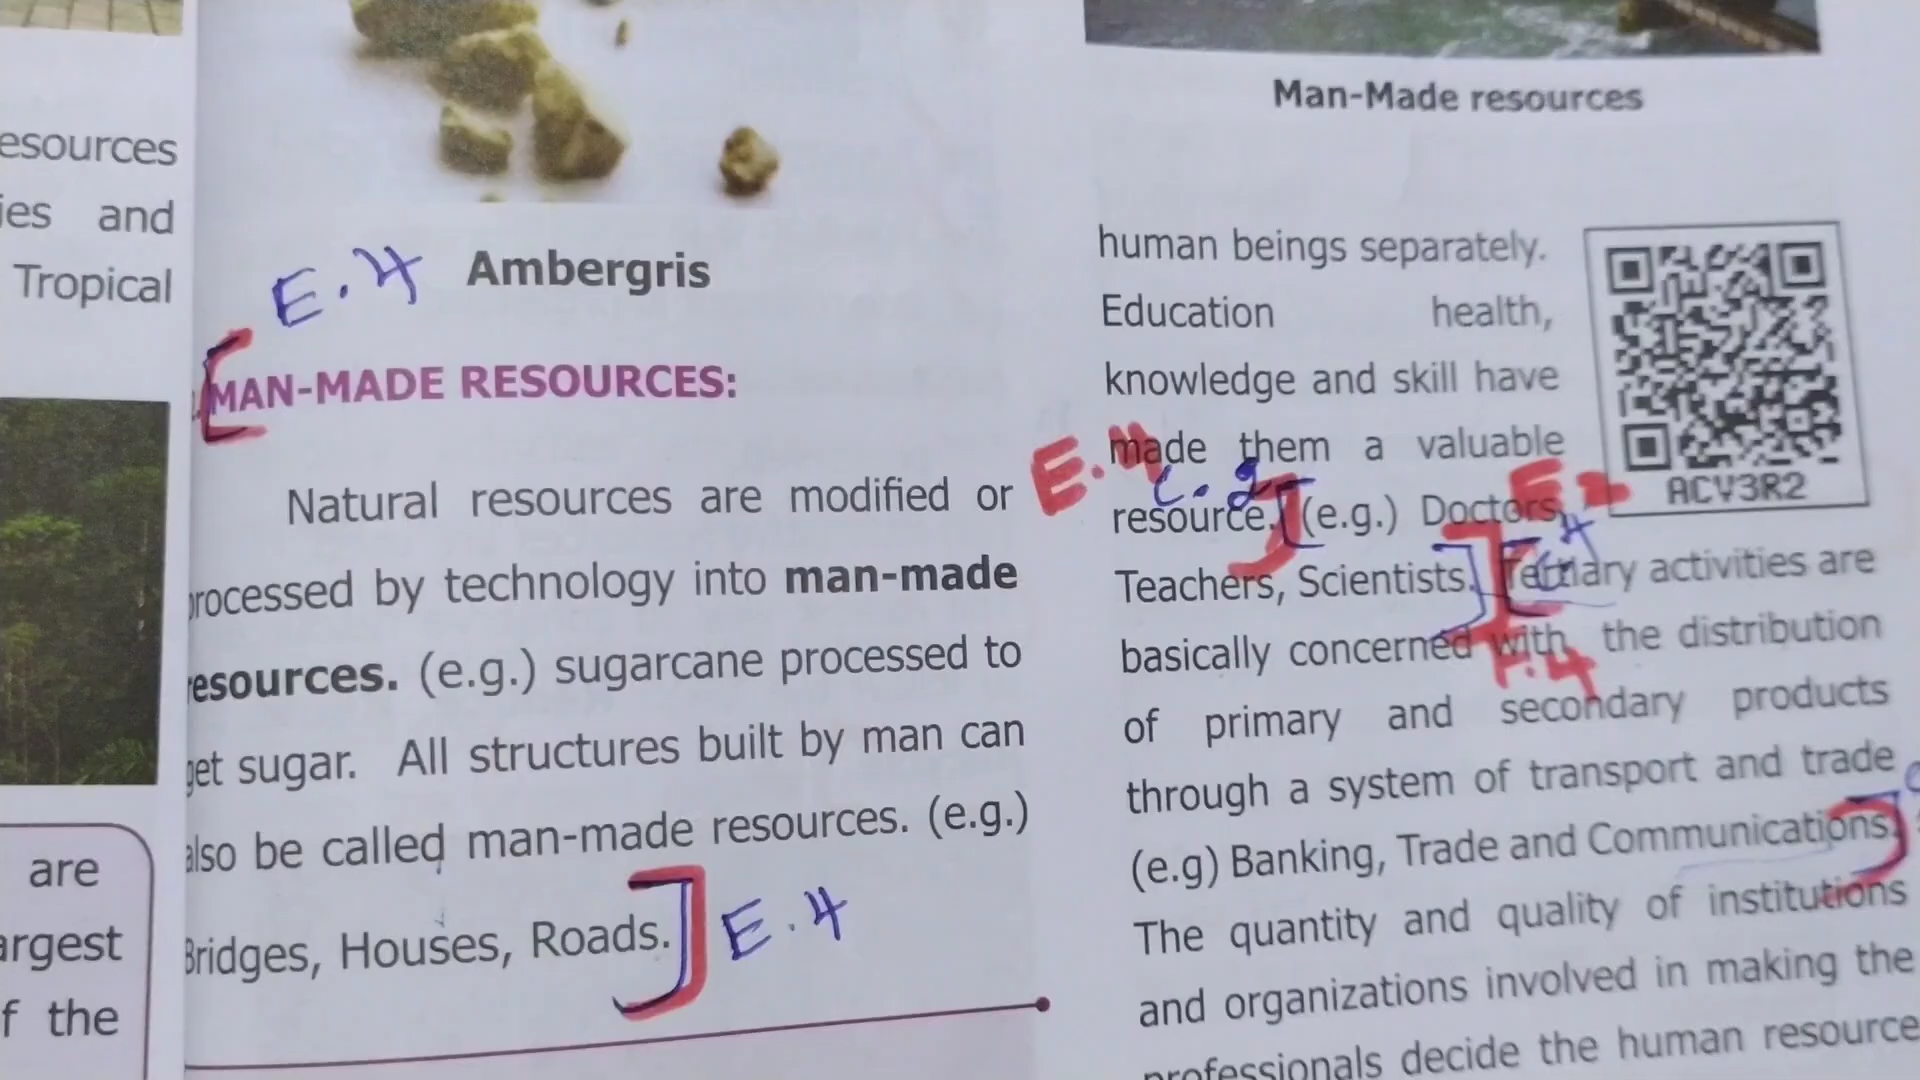 esources
ies and
Tropical
are
argest
f the
E.4 Ambergris
MAN-MADE RESOURCES:
Natural resources are modified or
processed by technology into man-made
resources. (e.g.) sugarcane processed to
get sugar. All structures built by man can
also be called man-made resources. (e.g.)
Bridges, Houses, Roads.
E.4
Man-Made resources
human beings separately.
Education health,
knowledge and skill have
E.4 made them a valuable
C.2
resource. (e.g.) Doctors,
Teachers, Scientists. Tertiary activities are
basically concerned with the distribution
of primary and secondary products
through a system of transport and trade
(e.g) Banking, Trade and Communications
The quantity and quality of institutions
and organizations involved in making the
professionals decide the human resource
ACV3R2